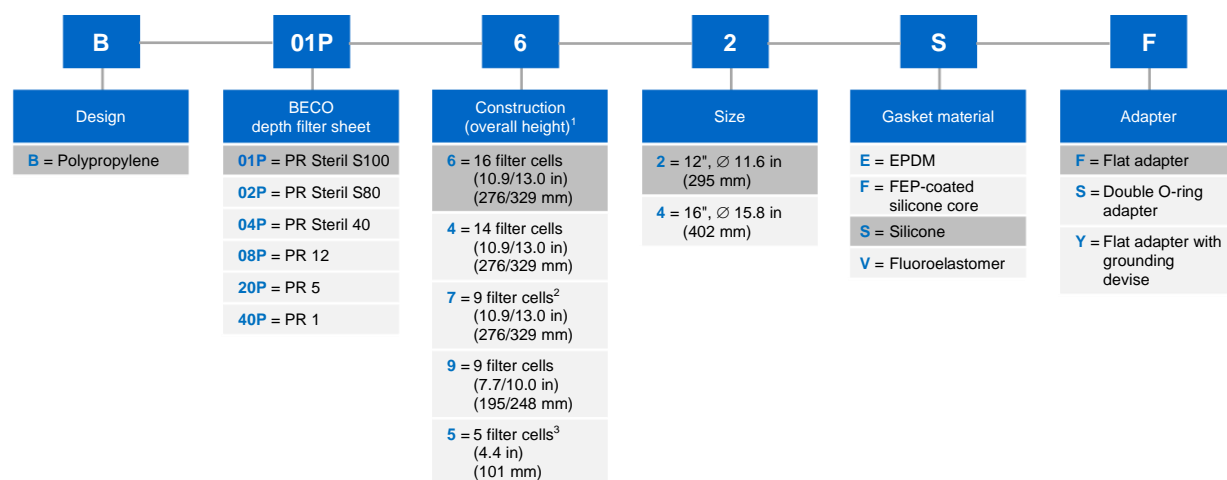 B
01P
6
2
S
F
Design
B = Polypropylene
BECO
depth filter sheet
01P = PR Steril S100
02P = PR Steril S80
04P = PR Steril 40
08P = PR 12
20P = PR 5
40P = PR 1
Construction
(overall height)¹
6 = 16 filter cells
(10.9/13.0 in)
(276/329 mm)
4 = 14 filter cells
(10.9/13.0 in)
(276/329 mm)
7 = 9 filter cells²
(10.9/13.0 in)
(276/329 mm)
9 = 9 filter cells
(7.7/10.0 in)
(195/248 mm)
5 = 5 filter cells³
(4.4 in)
(101 mm)
Size
2 = 12", ∅ 11.6 in
(295 mm)
4 = 16", ∅ 15.8 in
(402 mm)
Gasket material
E = EPDM
F = FEP-coated
silicone core
S = Silicone
V = Fluoroelastomer
Adapter
F = Flat adapter
S = Double O-ring
adapter
Y = Flat adapter with
grounding
devise